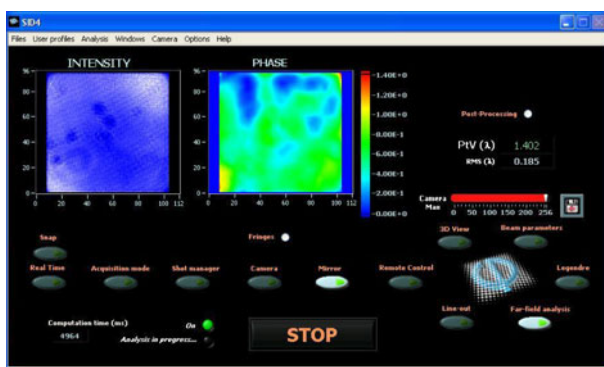 SID4
Files User profiles Analysis Windows Camera Options Help
INTENSITY
PHASE
96-
80-
60-
40-
20-
0-
0 20 40 60 80 100 112
96-
80-
60-
40-
20-
0-
0 20 40 60 80 100 112
-1.40E+0
-1.20E+0
-1.00E+0
-8.00E-1
-6.00E-1
-4.00E-1
-2.00E-1
-0.00E+0
Post-Processing
PtV (λ) 1.402
RMS (λ) 0.185
Camera Max
0 50 100 150 200 256
Snap
Fringes
3D View
Beam parameters
Real Time
Acquisition mode
Shot manager
Camera
Mirror
Remote Control
Legendre
Line-out
Far-field analysis
Computation time (ms)
4964
On
Analysis in progress...
STOP